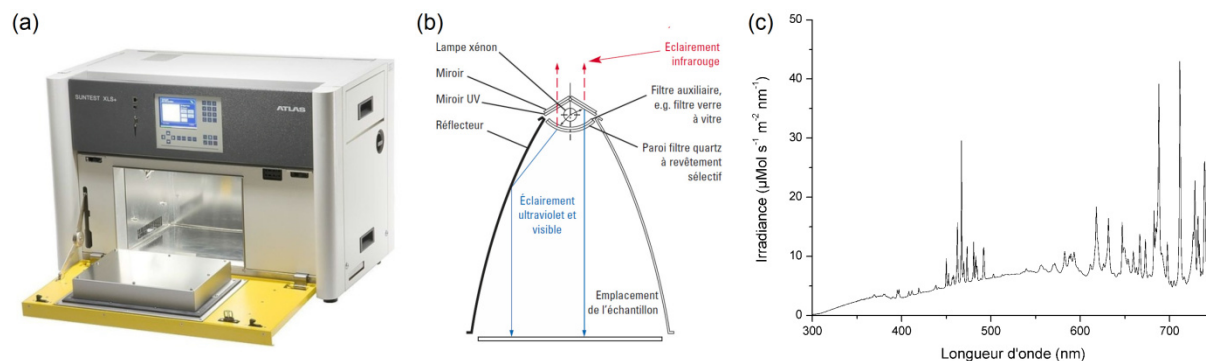 (a)
SUNTEST XLS+
ATLAS
(b)
Lampe xénon
Miroir
Miroir UV
Réflecteur
Eclairement
infrarouge
Filtre auxiliaire,
e.g. filtre verre
à vitre
Paroi filtre quartz
à revêtement
sélectif
Éclairement
ultraviolet et
visible
Emplacement
de l'échantillon
(c)
Irradiance (µMol s⁻¹ m⁻² nm⁻¹)
50
40
30
20
10
0
300
400
500
600
700
Longueur d'onde (nm)